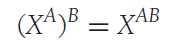 (X^A)^B = X^{AB}